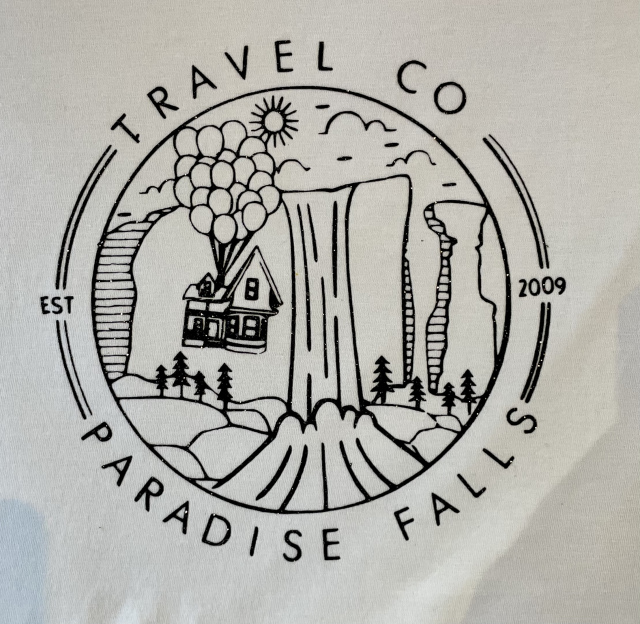 TRAVEL CO
EST
2009
PARADISE FALLS